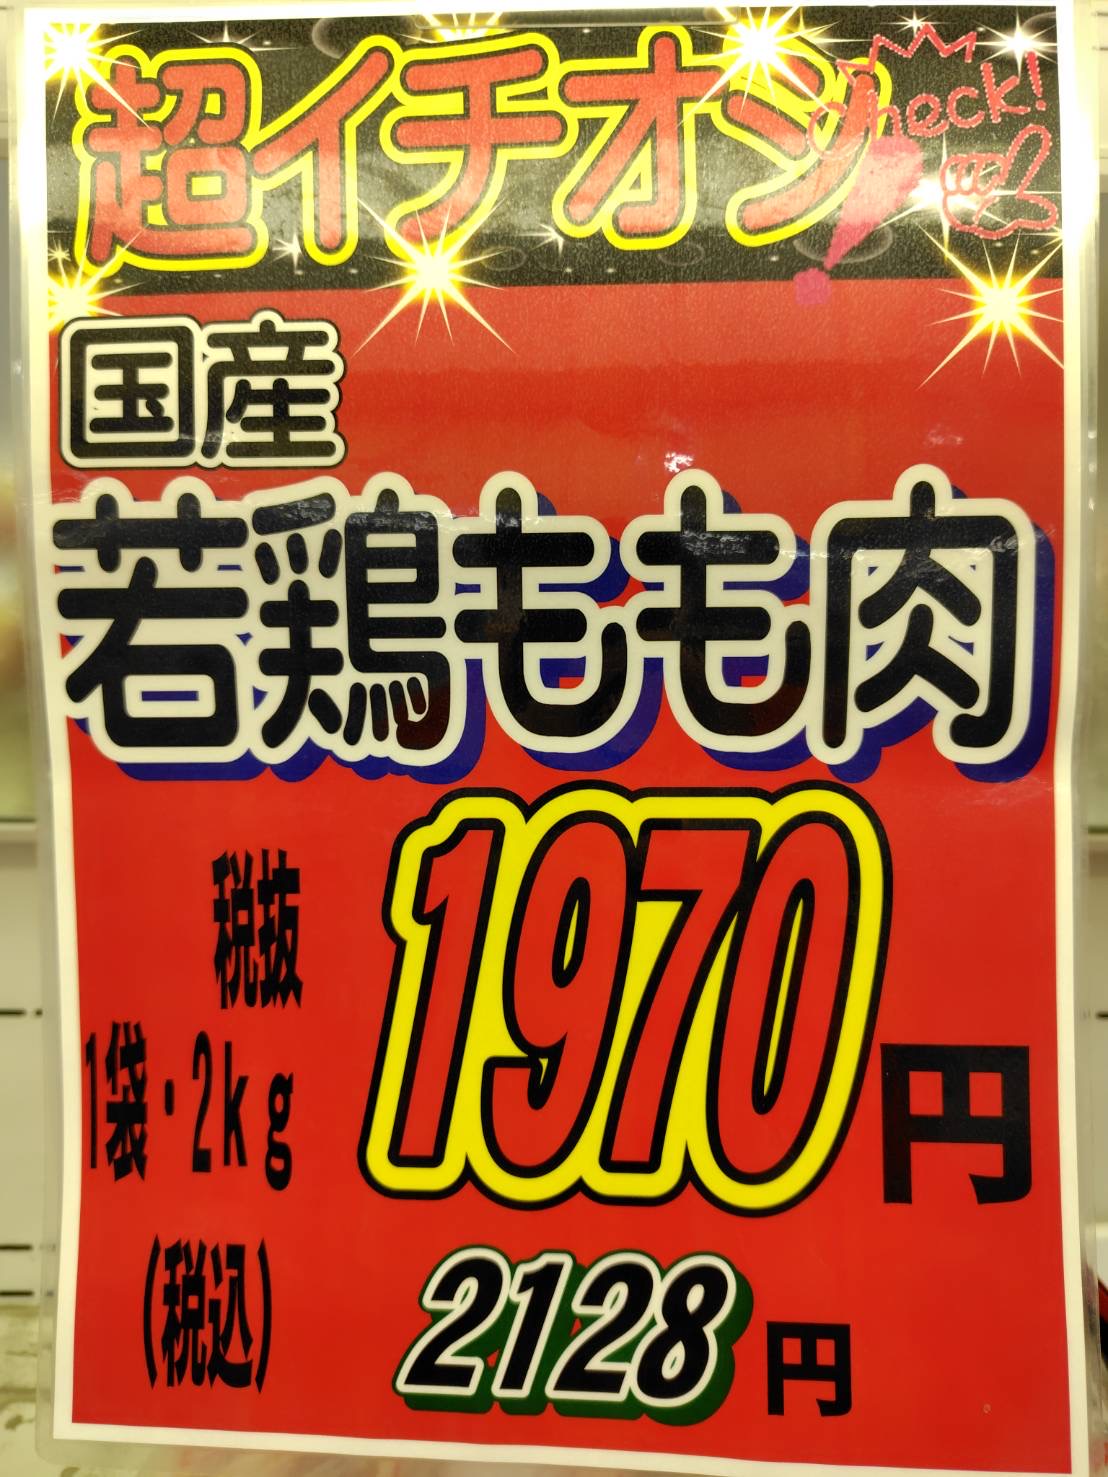 超イチオシ
check!
国産
若鶏もも肉
税抜
1970円
1袋・2kg
(税込)
2128円